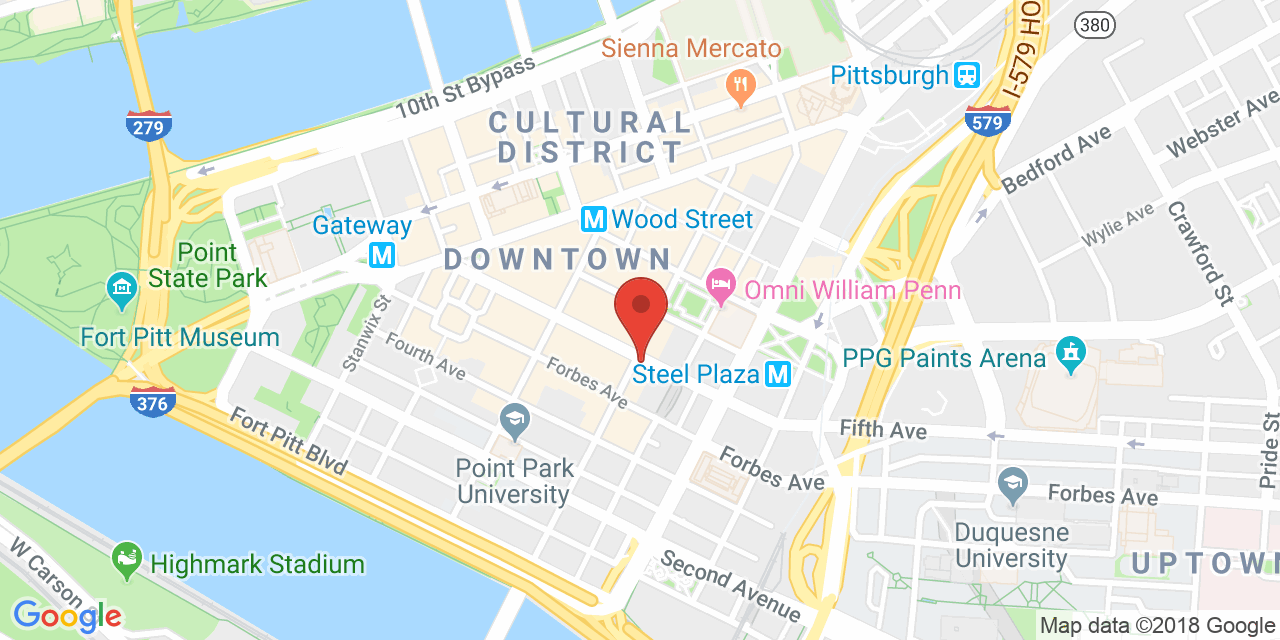 380
I-579 HO
Sienna Mercato
Pittsburgh
10th St Bypass
279
579
CULTURAL
DISTRICT
Webster Ave
Bedford Ave
Wylie Ave
Crawford St
Gateway
M
M Wood Street
Point
State Park
DOWNTOWN
Omni William Penn
Fort Pitt Museum
Stanwix St
Fourth Ave
Forbes Ave
Steel Plaza M
PPG Paints Arena
376
Fort Pitt Blvd
Fifth Ave
Pride St
Point Park
University
Forbes Ave
Forbes Ave
Duquesne
University
UPTOWN
Highmark Stadium
W Carson
Second Avenue
Google
Map data ©2018 Google